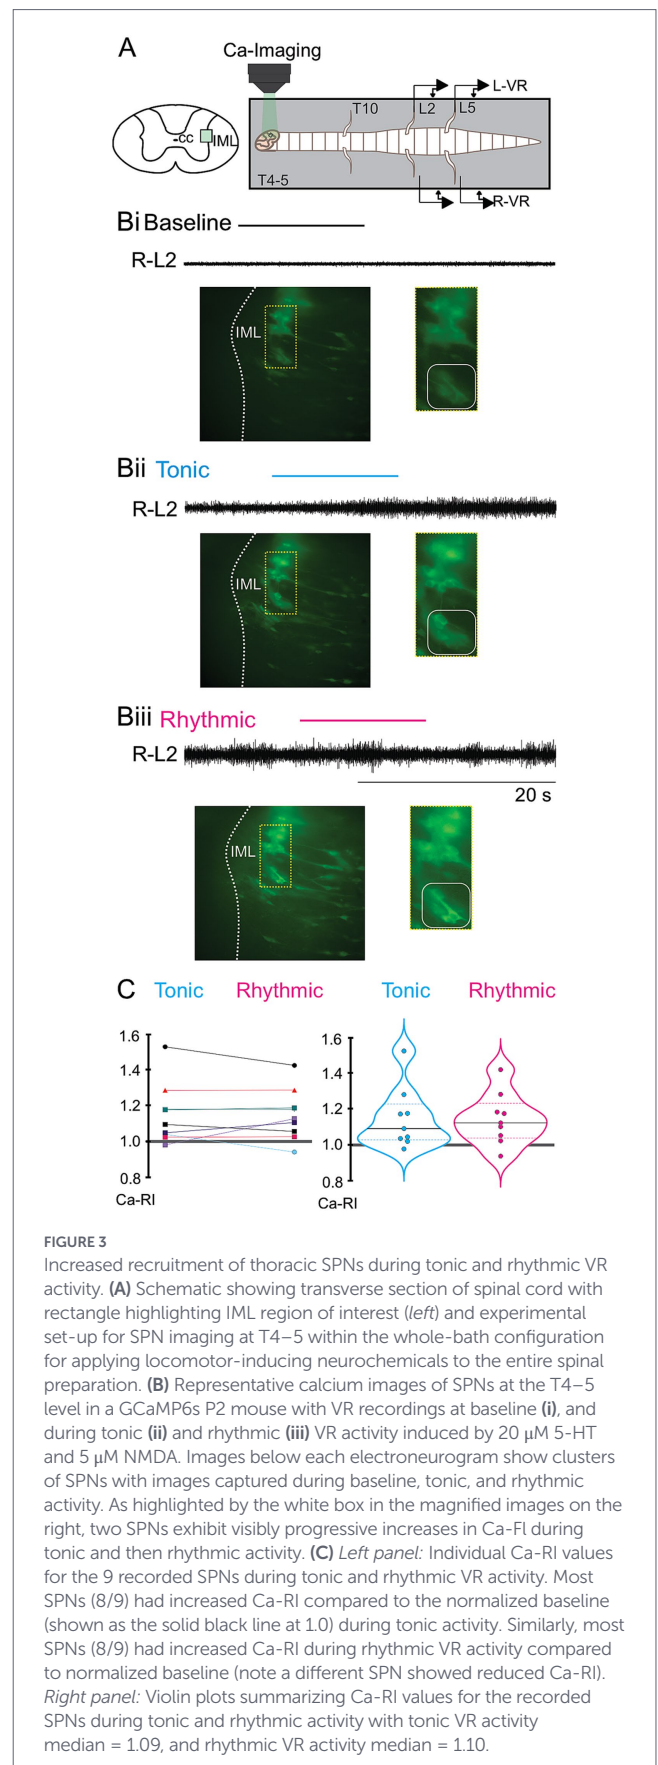 A
Ca-Imaging
T10
L2
L5
L-VR
cc
IML
T4-5
R-VR
Bi Baseline
R-L2
IML
Bii Tonic
R-L2
IML
Biii Rhythmic
R-L2
20 s
IML
C
Tonic
Rhythmic
Tonic
Rhythmic
1.6
1.4
1.2
1.0
0.8
Ca-RI
1.6
1.4
1.2
1.0
0.8
Ca-RI
FIGURE 3
Increased recruitment of thoracic SPNs during tonic and rhythmic VR
activity. (A) Schematic showing transverse section of spinal cord with
rectangle highlighting IML region of interest (left) and experimental
set-up for SPN imaging at T4–5 within the whole-bath configuration
for applying locomotor-inducing neurochemicals to the entire spinal
preparation. (B) Representative calcium images of SPNs at the T4–5
level in a GCaMP6s P2 mouse with VR recordings at baseline (i), and
during tonic (ii) and rhythmic (iii) VR activity induced by 20 μM 5-HT
and 5 μM NMDA. Images below each electroneurogram show clusters
of SPNs with images captured during baseline, tonic, and rhythmic
activity. As highlighted by the white box in the magnified images on the
right, two SPNs exhibit visibly progressive increases in Ca-Fl during
tonic and then rhythmic activity. (C) Left panel: Individual Ca-RI values
for the 9 recorded SPNs during tonic and rhythmic VR activity. Most
SPNs (8/9) had increased Ca-RI compared to the normalized baseline
(shown as the solid black line at 1.0) during tonic activity. Similarly, most
SPNs (8/9) had increased Ca-RI during rhythmic VR activity compared
to normalized baseline (note a different SPN showed reduced Ca-RI).
Right panel: Violin plots summarizing Ca-RI values for the recorded
SPNs during tonic and rhythmic activity with tonic VR activity
median = 1.09, and rhythmic VR activity median = 1.10.